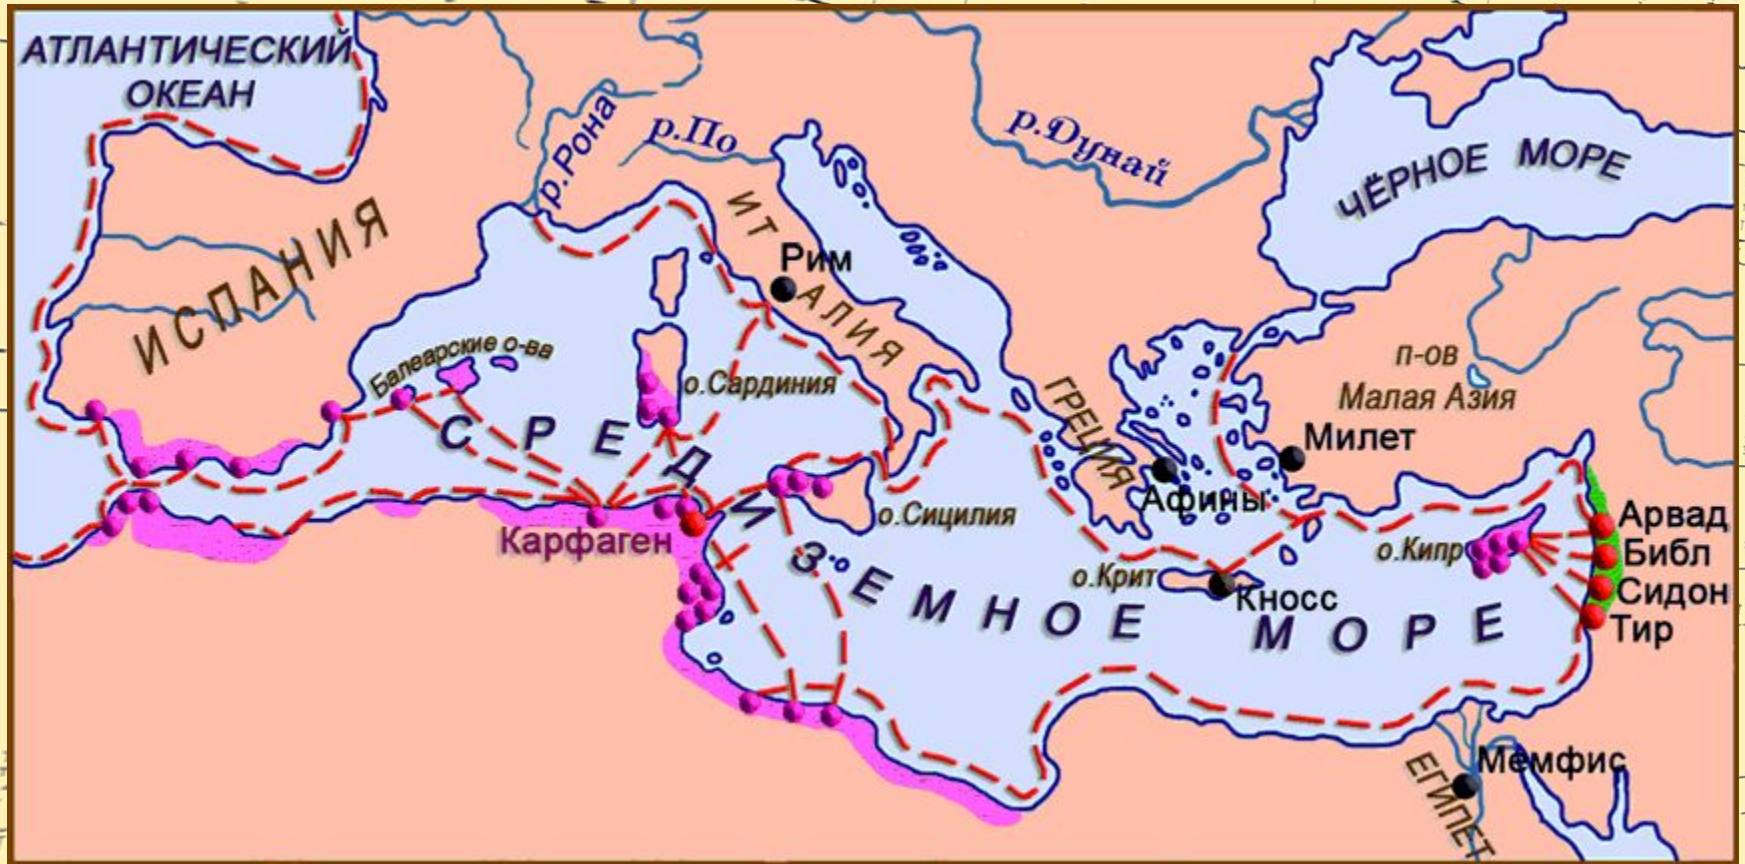 АТЛАНТИЧЕСКИЙ
ОКЕАН
р.Рона
р.По
р.Дунай
ЧЁРНОЕ МОРЕ
ИСПАНИЯ
ИТАЛИЯ
Рим
Балеарские о-ва
о.Сардиния
ГРЕЦИЯ
п-ов
Малая Азия
Милет
Афины
СРЕДИЗЕМНОЕ МОРЕ
о.Сицилия
Карфаген
о.Крит
Кносс
о.Кипр
Арвад
Библ
Сидон
Тир
Мемфис
ЕГИПЕТ